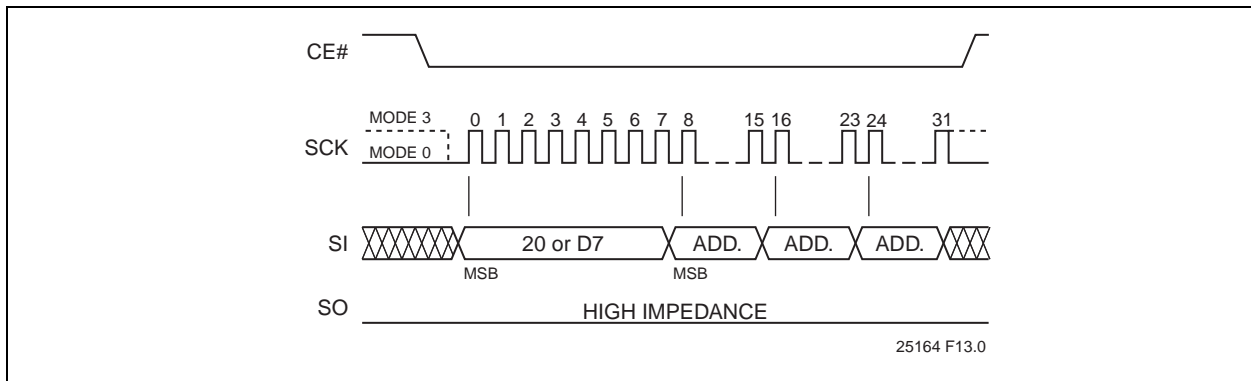 CE#
MODE 3
0 1 2 3 4 5 6 7 8 15 16 23 24 31
SCK
MODE 0
SI
20 or D7
ADD.
ADD.
ADD.
MSB
MSB
SO
HIGH IMPEDANCE
25164 F13.0